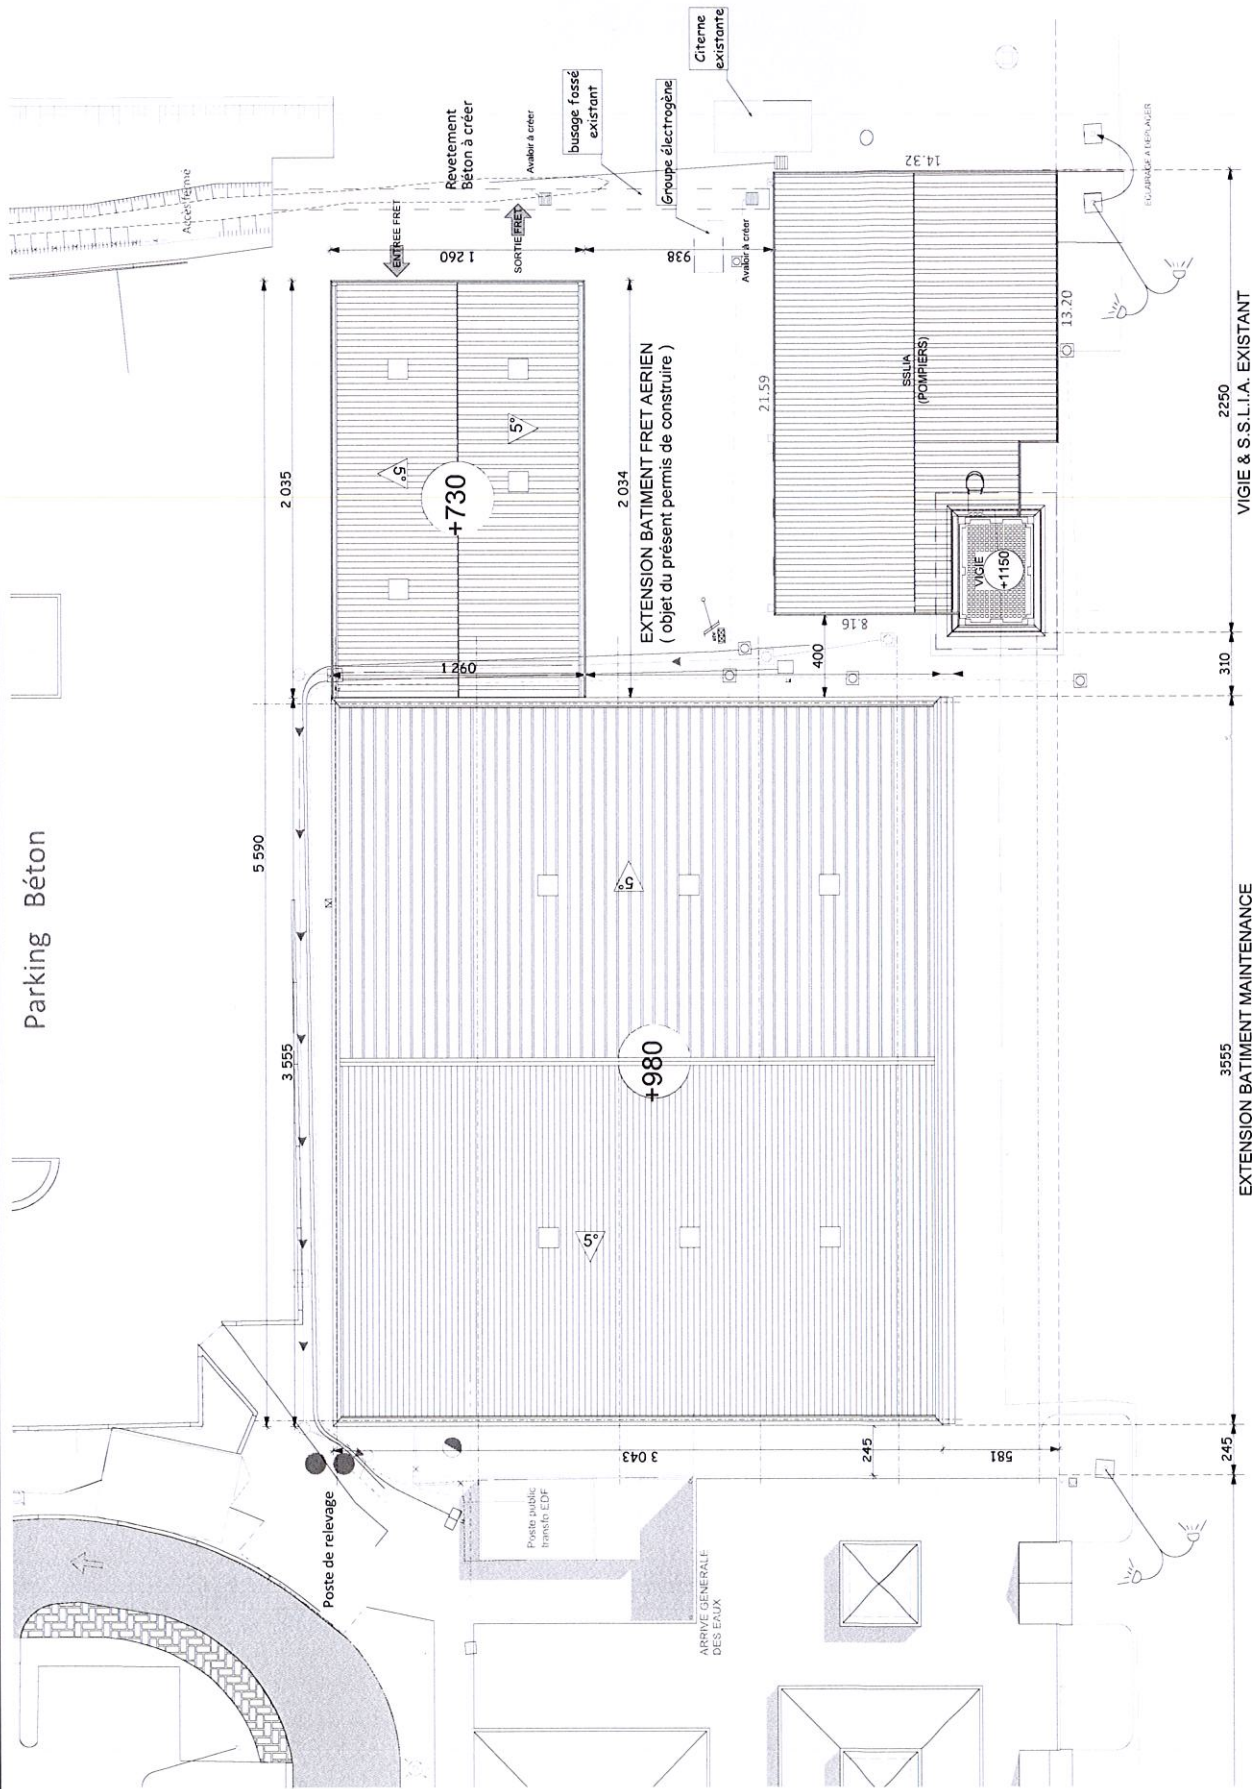 Parking Béton
5 590
3 555
2 035
Accès fermé
Revetement
Béton à créer
Avaloir à créer
busage fossé
existant
Citerne
existante
Groupe électrogène
Avaloir à créer
ENTREE FRET
SORTIE FRET
1 260
938
5°
5°
+730
2 034
EXTENSION BATIMENT FRET AERIEN
( objet du présent permis de construire )
1 260
400
21.59
14.32
13.20
8.16
SSLIA
(POMPIERS)
VIGIE
+1150
ECLAIRAGE A DEPLACER
5°
+980
5°
Poste de relevage
3 043
245
581
Poste public
transfo EDF
ARRIVE GENERALE
DES EAUX
245
3555
310
2250
EXTENSION BATIMENT MAINTENANCE
VIGIE & S.S.L.I.A. EXISTANT